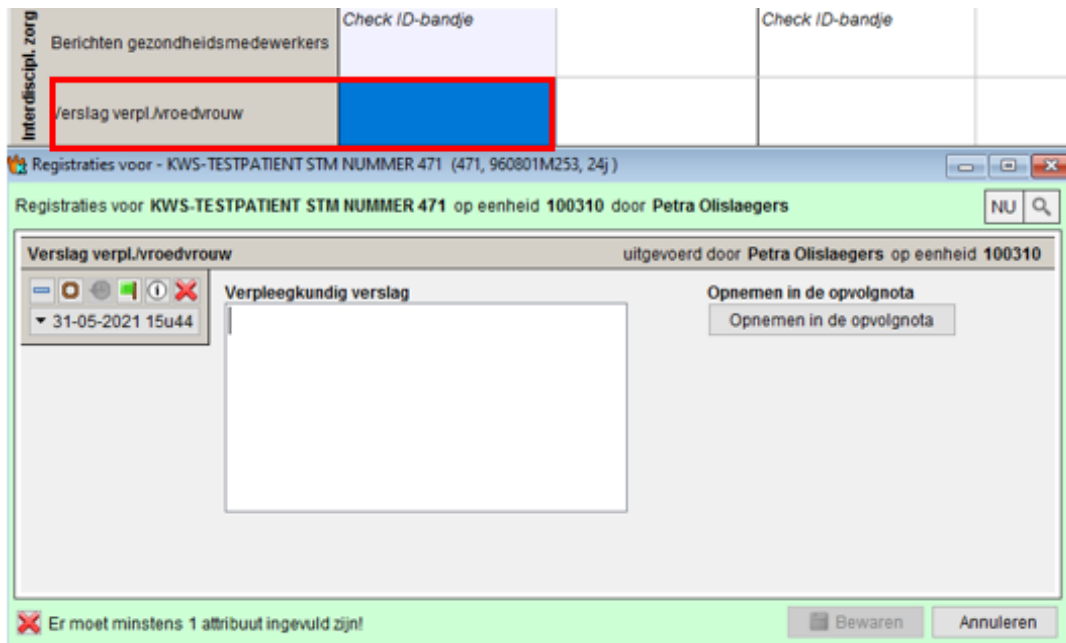 Interdiscipl. zorg
Check ID-bandje
Check ID-bandje
Berichten gezondheidsmedewerkers
Verslag verpl./vroedvrouw
Registraties voor - KWS-TESTPATIENT STM NUMMER 471 (471, 960801M253, 24j )
Registraties voor KWS-TESTPATIENT STM NUMMER 471 op eenheid 100310 door Petra Olislaegers
NU
Verslag verpl./vroedvrouw
uitgevoerd door Petra Olislaegers op eenheid 100310
31-05-2021 15u44
Verpleegkundig verslag
Opnemen in de opvolgnota
Opnemen in de opvolgnota
Er moet minstens 1 attribuut ingevuld zijn!
Bewaren
Annuleren